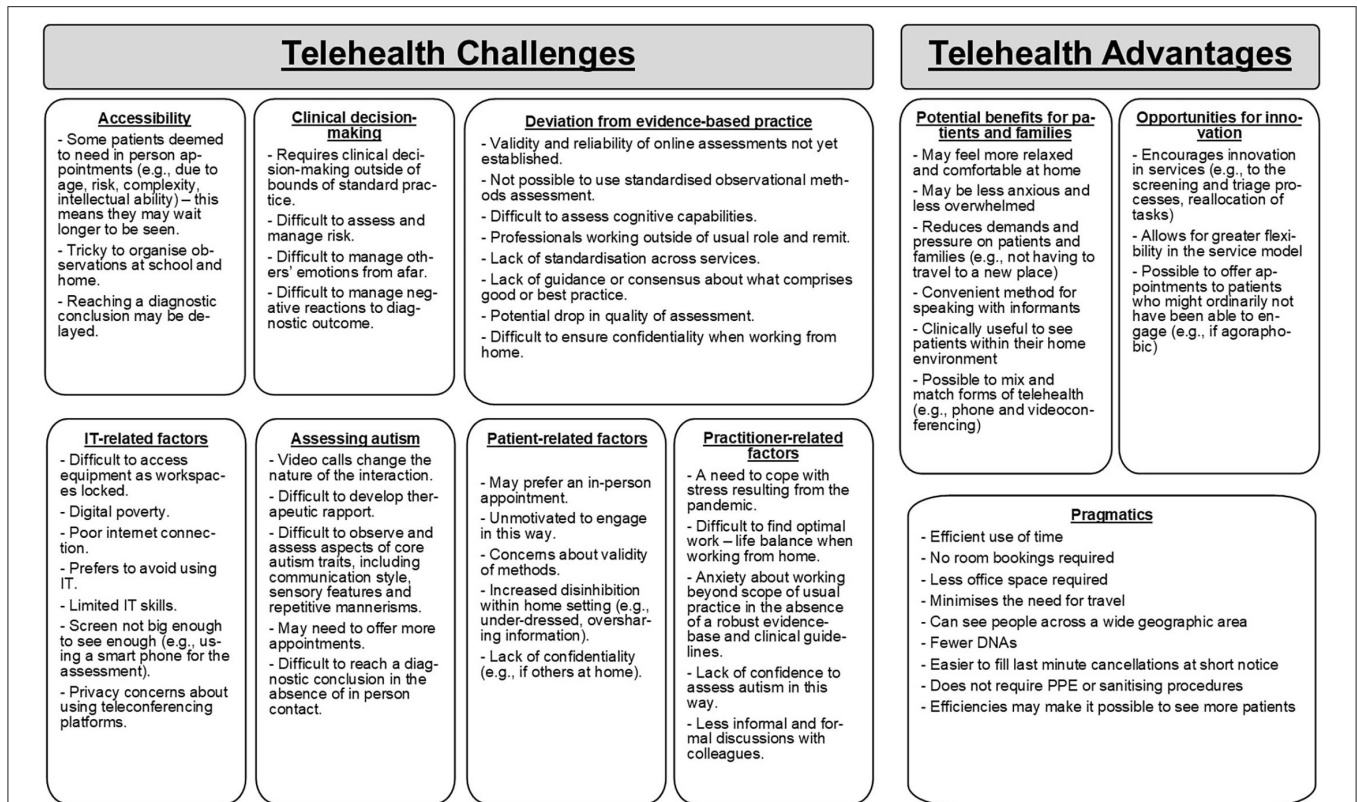 Telehealth Challenges
Telehealth Advantages
Accessibility
- Some patients deemed
to need in person ap-
pointments (e.g., due to
age, risk, complexity,
intellectual ability) – this
means they may wait
longer to be seen.
- Tricky to organise ob-
servations at school and
home.
- Reaching a diagnostic
conclusion may be de-
layed.
Clinical decision-
making
- Requires clinical deci-
sion-making outside of
bounds of standard prac-
tice.
- Difficult to assess and
manage risk.
- Difficult to manage oth-
ers’ emotions from afar.
- Difficult to manage neg-
ative reactions to diag-
nostic outcome.
Deviation from evidence-based practice
- Validity and reliability of online assessments not yet
established.
- Not possible to use standardised observational meth-
ods assessment.
- Difficult to assess cognitive capabilities.
- Professionals working outside of usual role and remit.
- Lack of standardisation across services.
- Lack of guidance or consensus about what comprises
good or best practice.
- Potential drop in quality of assessment.
- Difficult to ensure confidentiality when working from
home.
Potential benefits for pa-
tients and families
- May feel more relaxed
and comfortable at home
- May be less anxious and
less overwhelmed
- Reduces demands and
pressure on patients and
families (e.g., not having to
travel to a new place)
- Convenient method for
speaking with informants
- Clinically useful to see
patients within their home
environment
- Possible to mix and
match forms of telehealth
(e.g., phone and videocon-
ferencing)
Opportunities for inno-
vation
- Encourages innovation
in services (e.g., to the
screening and triage pro-
cesses, reallocation of
tasks)
- Allows for greater flexi-
bility in the service model
- Possible to offer ap-
pointments to patients
who might ordinarily not
have been able to en-
gage (e.g., if agorapho-
bic)
IT-related factors
- Difficult to access
equipment as workspac-
es locked.
- Digital poverty.
- Poor internet connec-
tion.
- Prefers to avoid using
IT.
- Limited IT skills.
- Screen not big enough
to see enough (e.g., us-
ing a smart phone for the
assessment).
- Privacy concerns about
using teleconferencing
platforms.
Assessing autism
- Video calls change the
nature of the interaction.
- Difficult to develop ther-
apeutic rapport.
- Difficult to observe and
assess aspects of core
autism traits, including
communication style,
sensory features and
repetitive mannerisms.
- May need to offer more
appointments.
- Difficult to reach a diag-
nostic conclusion in the
absence of in person
contact.
Patient-related factors
- May prefer an in-person
appointment.
- Unmotivated to engage
in this way.
- Concerns about validity
of methods.
- Increased disinhibition
within home setting (e.g.,
under-dressed, overshar-
ing information).
- Lack of confidentiality
(e.g., if others at home).
Practitioner-related
factors
- A need to cope with
stress resulting from the
pandemic.
- Difficult to find optimal
work – life balance when
working from home.
- Anxiety about working
beyond scope of usual
practice in the absence
of a robust evidence-
base and clinical guide-
lines.
- Lack of confidence to
assess autism in this
way.
- Less informal and for-
mal discussions with
colleagues.
Pragmatics
- Efficient use of time
- No room bookings required
- Less office space required
- Minimises the need for travel
- Can see people across a wide geographic area
- Fewer DNAs
- Easier to fill last minute cancellations at short notice
- Does not require PPE or sanitising procedures
- Efficiencies may make it possible to see more patients